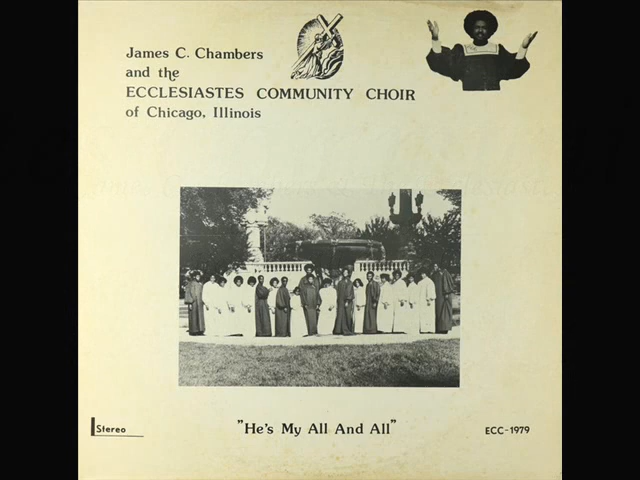 James C. Chambers
and the
ECCLESIASTES COMMUNITY CHOIR
of Chicago, Illinois
"He's My All And All"
Stereo
ECC-1979